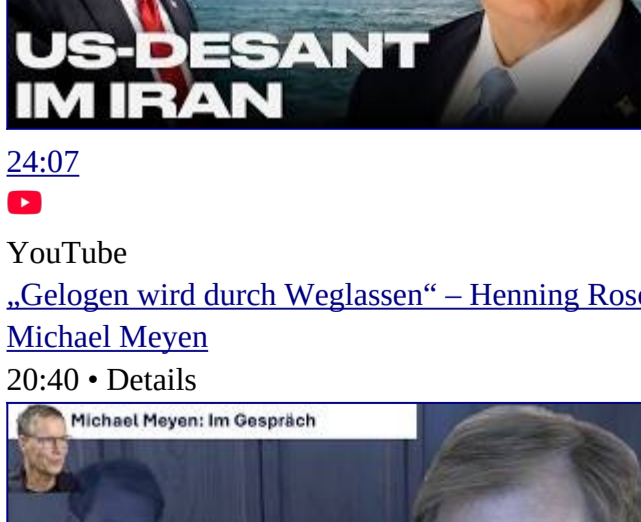 US-DESANT
IM IRAN
24:07
YouTube
„Gelogen wird durch Weglassen“ – Henning
Michael Meyen
20:40 • Details
Michael Meyen: Im Gespräch